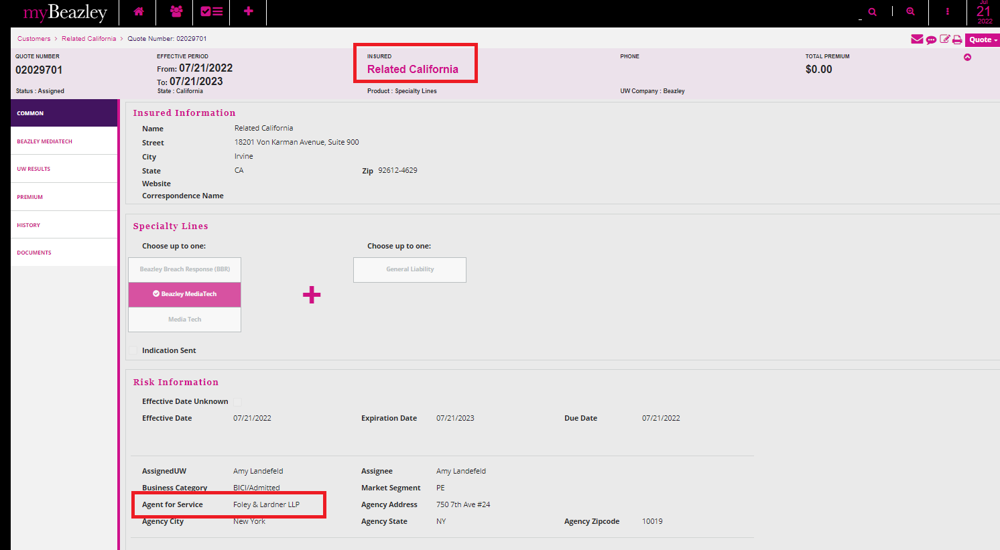 myBeazley
Jul
21
2022
Customers > Related California > Quote Number: 02029701
Quote
QUOTE NUMBER
02029701
Status : Assigned
EFFECTIVE PERIOD
From: 07/21/2022
To: 07/21/2023
State : California
INSURED
Related California
Product : Specialty Lines
PHONE
UW Company : Beazley
TOTAL PREMIUM
$0.00
COMMON
BEAZLEY MEDIATECH
UW RESULTS
PREMIUM
HISTORY
DOCUMENTS
Insured Information
Name Related California
Street 18201 Von Karman Avenue, Suite 900
City Irvine
State CA Zip 92612-4629
Website
Correspondence Name
Specialty Lines
Choose up to one: Choose up to one:
Beazley Breach Response (BBR) General Liability
Beazley MediaTech
Media Tech
Indication Sent
Risk Information
Effective Date Unknown
Effective Date 07/21/2022 Expiration Date 07/21/2023 Due Date 07/21/2022
AssignedUW Amy Landefeld Assignee Amy Landefeld
Business Category BICI/Admitted Market Segment PE
Agent for Service Foley & Lardner LLP Agency Address 750 7th Ave #24
Agency City New York Agency State NY Agency Zipcode 10019